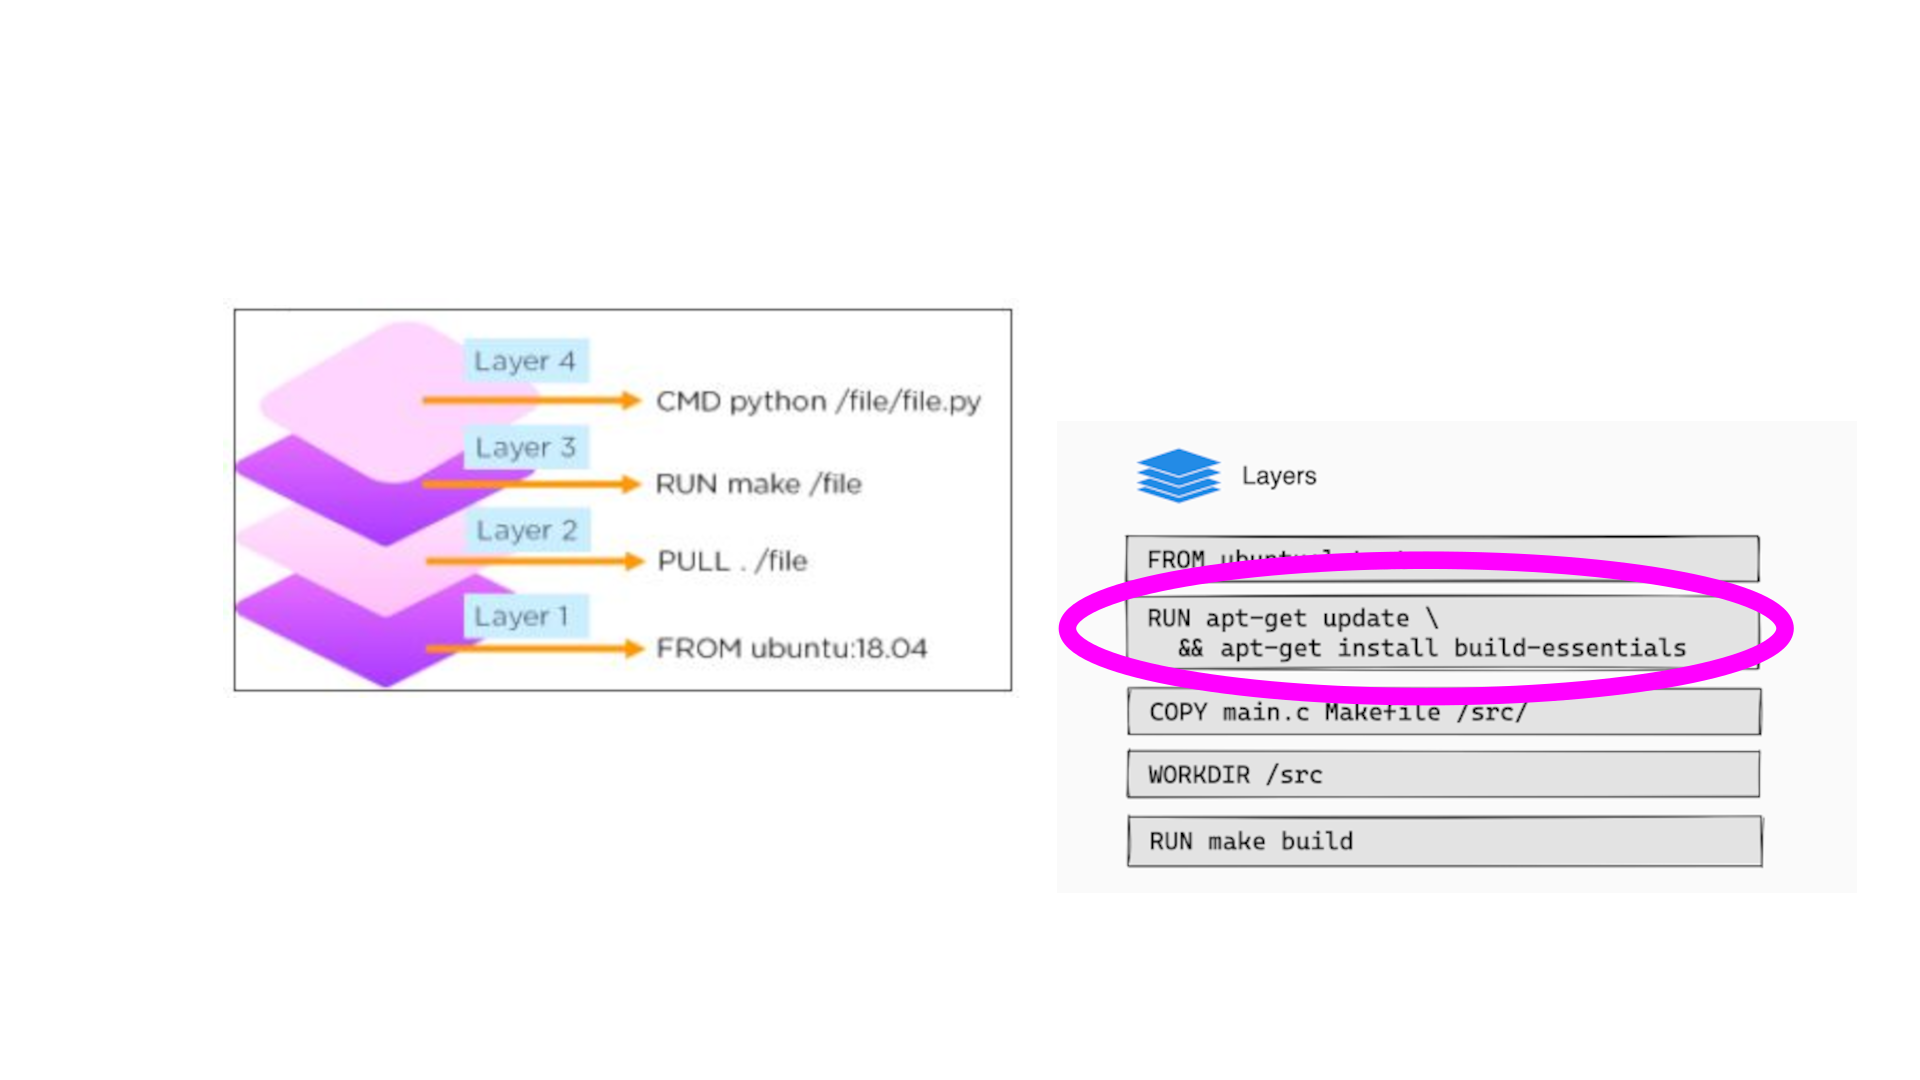 Layer 4
CMD python /file/file.py
Layer 3
RUN make /file
Layer 2
PULL . /file
Layer 1
FROM ubuntu:18.04
Layers
FROM
RUN apt-get update \
&& apt-get install build-essentials
COPY main.c Makefile /src/
WORKDIR /src
RUN make build